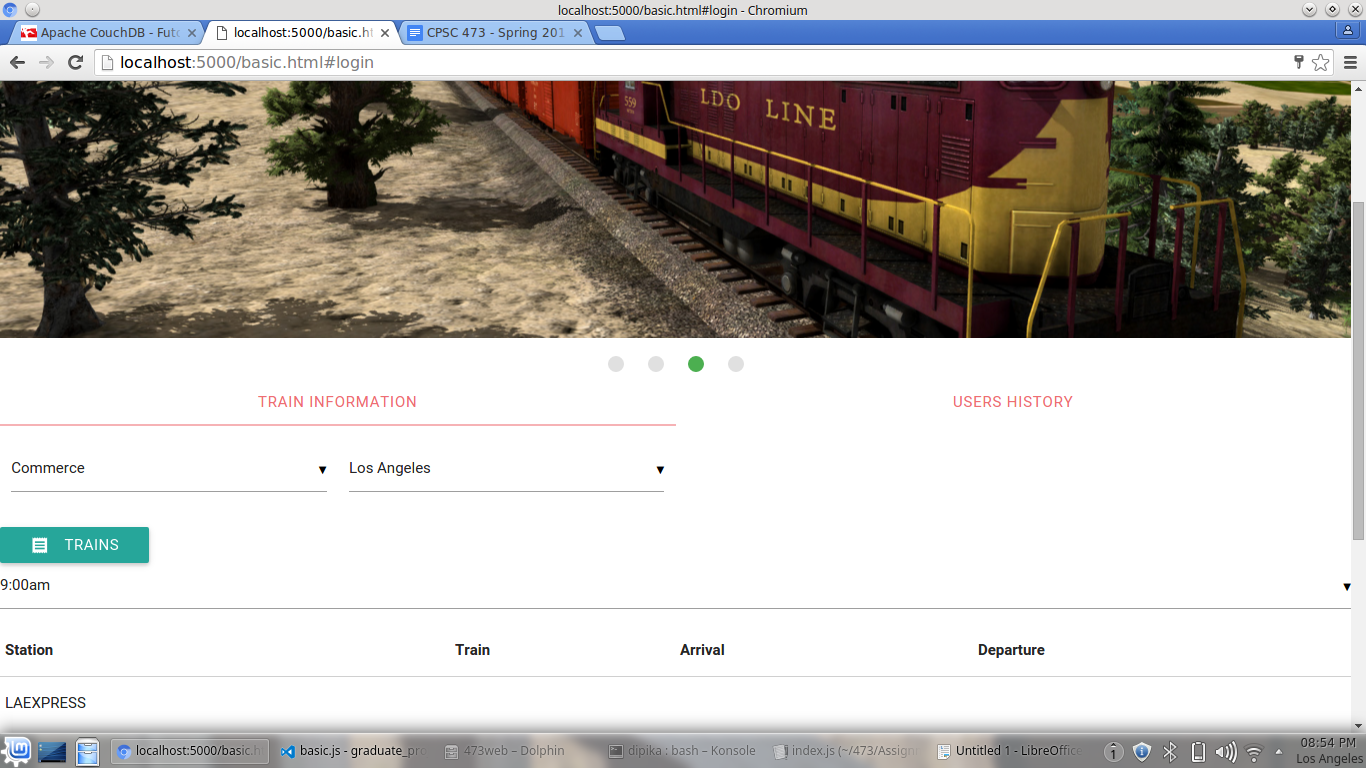 localhost:5000/basic.html#login - Chromium
Apache CouchDB - Futo
localhost:5000/basic.ht
CPSC 473 - Spring 201
localhost:5000/basic.html#login
559
LDO LINE
TRAIN INFORMATION USERS HISTORY
Commerce Los Angeles
TRAINS
9:00am
Station Train Arrival Departure
LAEXPRESS
localhost:5000/basic.h
basic.js - graduate_pro
473web – Dolphin
dipika : bash – Konsole
index.js (~/473/Assign
Untitled 1 - LibreOffice
1
08:54 PM
Los Angeles